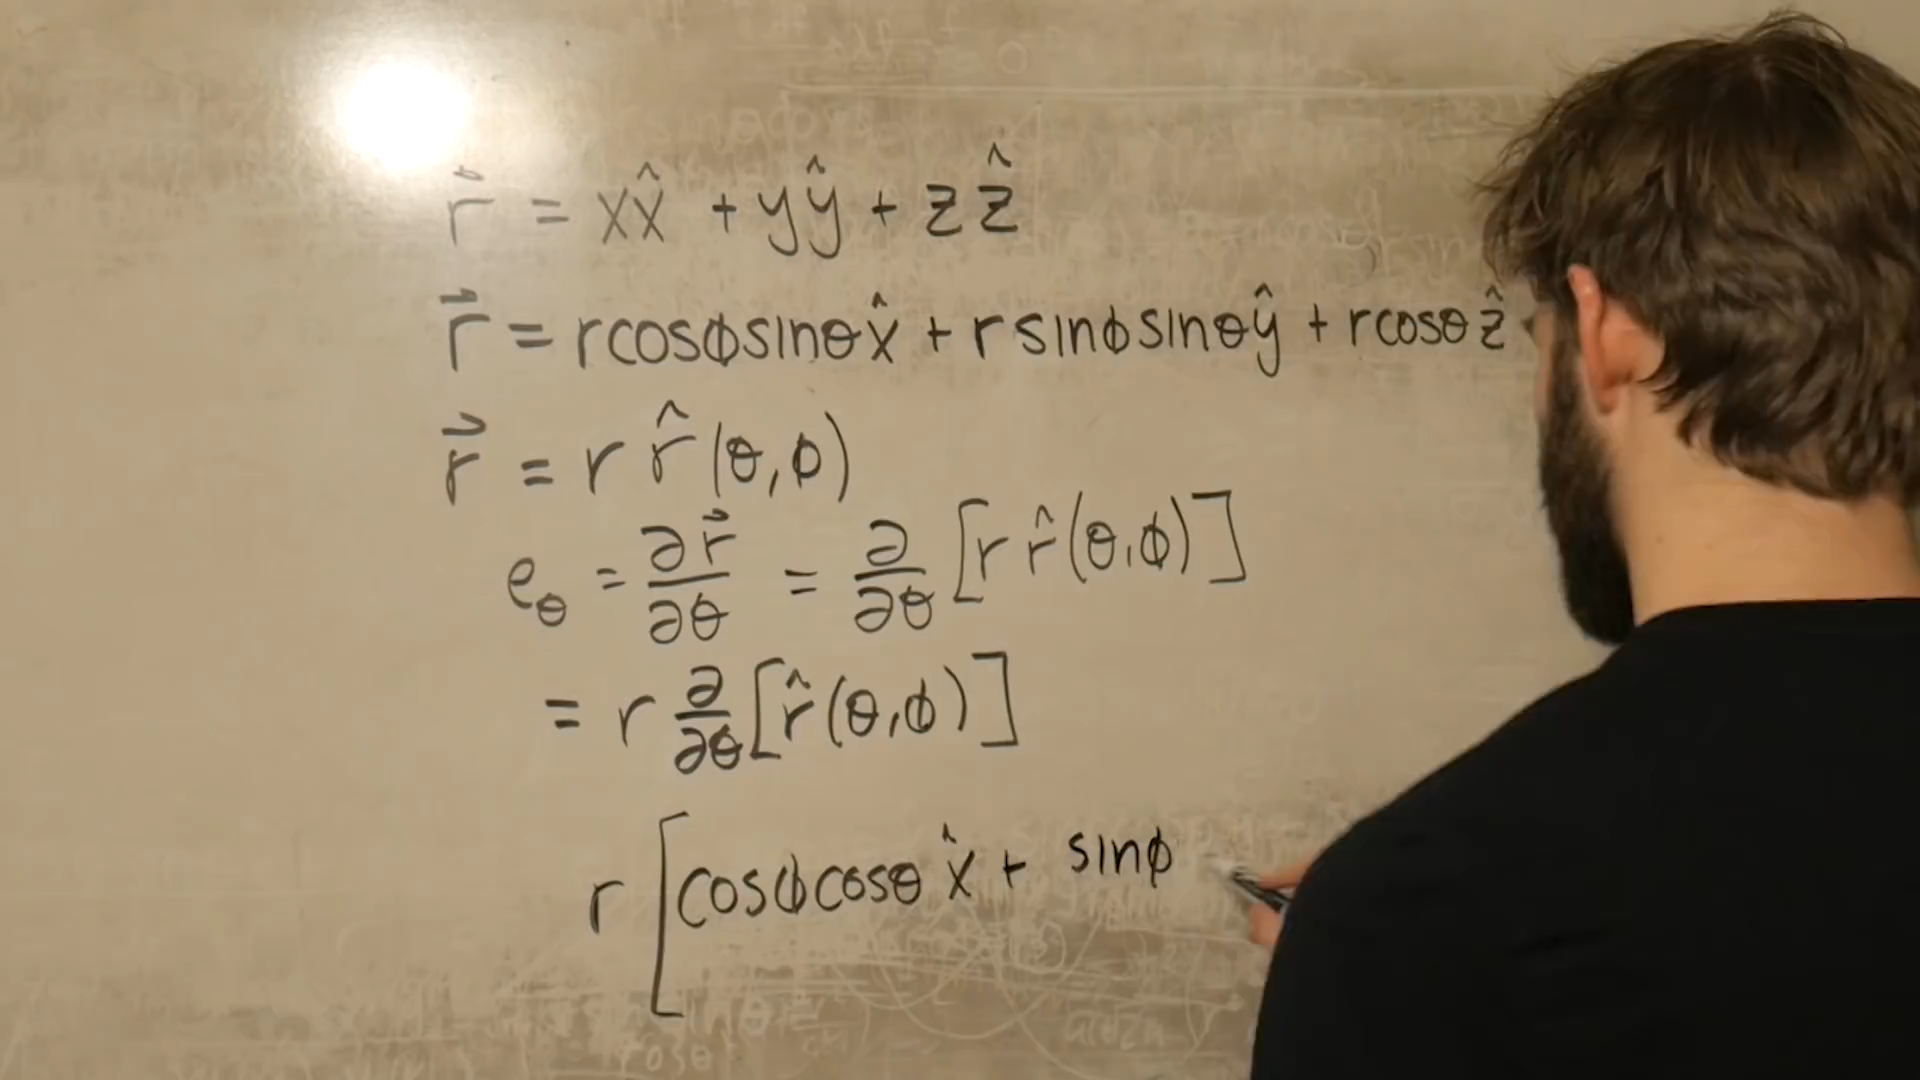 r⃗ = xx̂ + yŷ + zẑ
r⃗ = rcosϕsinθx̂ + rsinϕsinθŷ + rcosθẑ
r⃗ = r r̂(θ,ϕ)
e_θ = ∂r⃗/∂θ = ∂/∂θ [r r̂(θ,ϕ)]
= r ∂/∂θ [r̂(θ,ϕ)]
r [cosϕcosθ x̂ + sinϕ